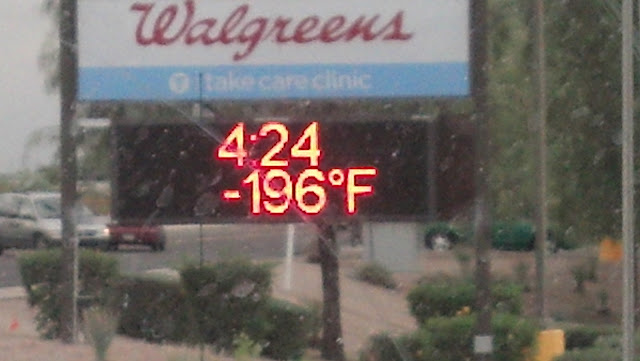 Walgreens
take care clinic
4:24
-196°F